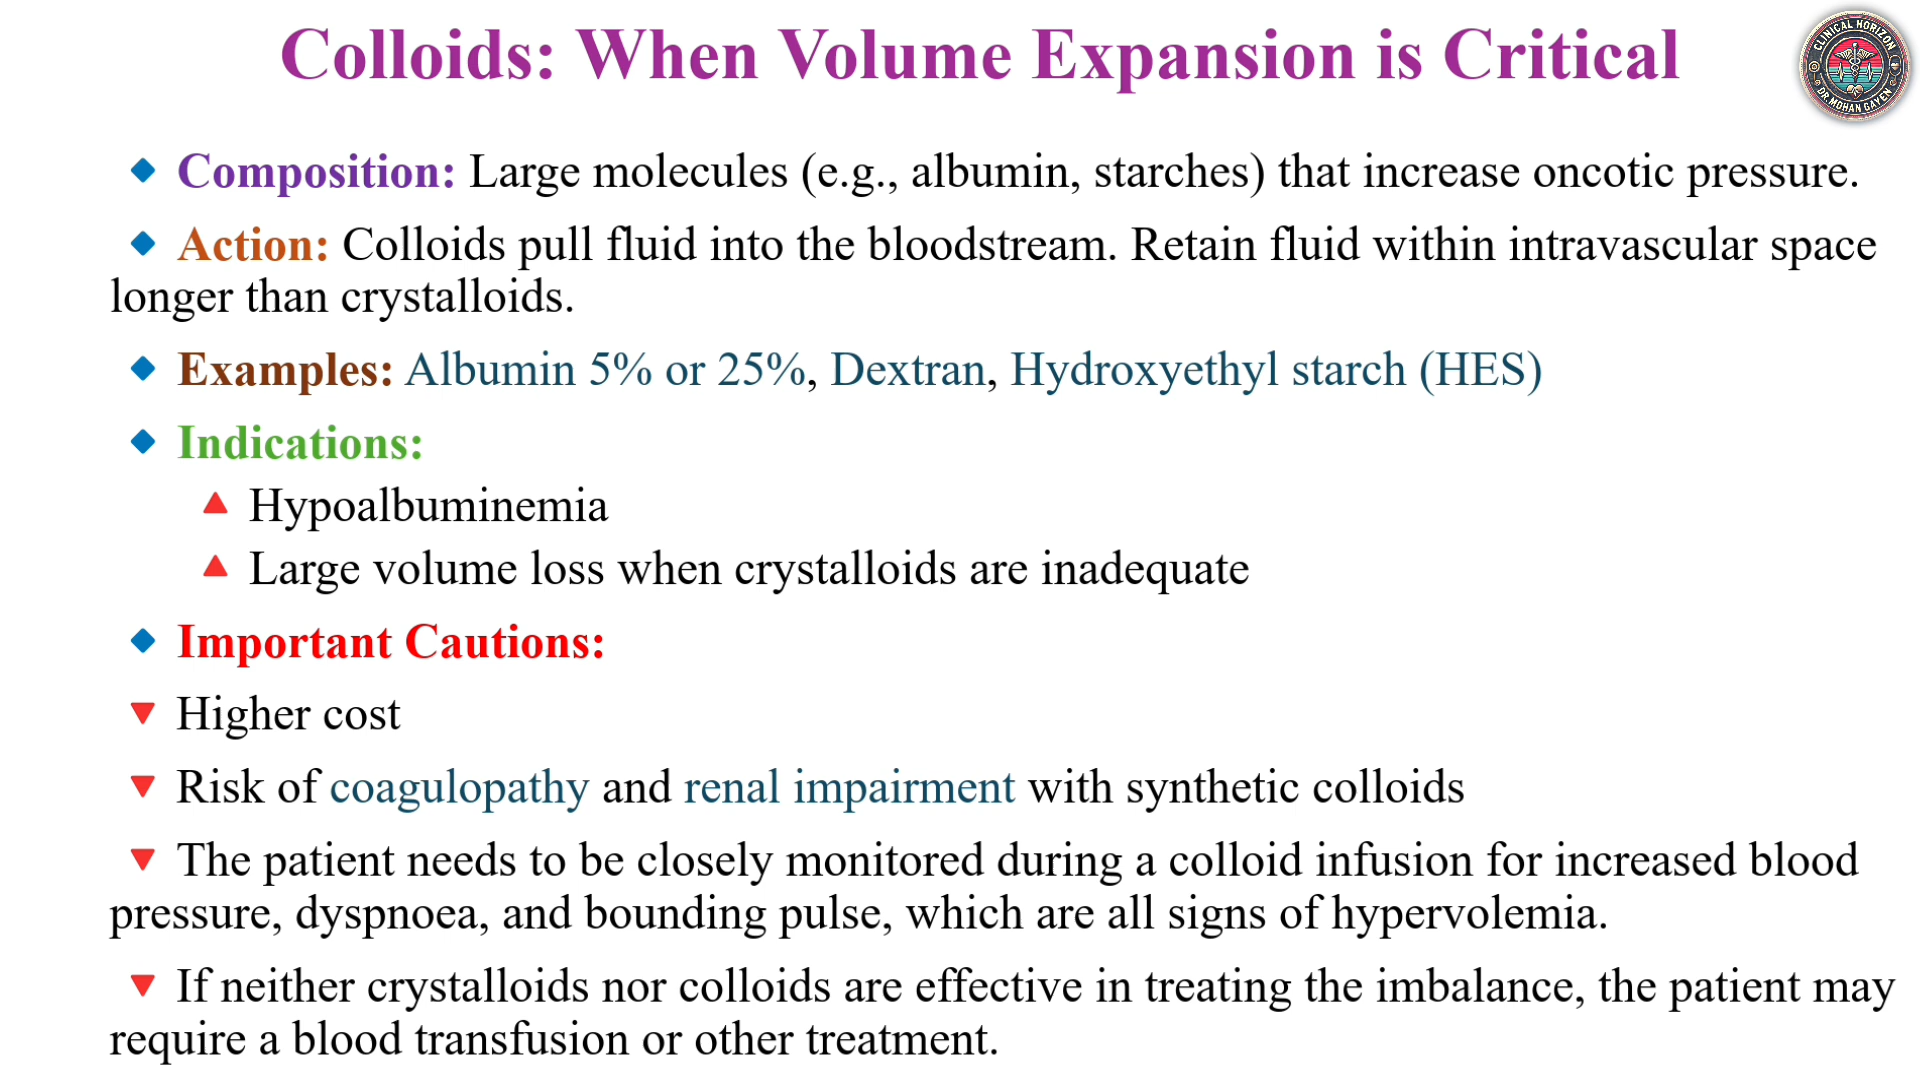 Colloids: When Volume Expansion is Critical
CLINICAL HORIZON
DR MOHAN GAYEN
Composition: Large molecules (e.g., albumin, starches) that increase oncotic pressure.
Action: Colloids pull fluid into the bloodstream. Retain fluid within intravascular space
longer than crystalloids.
Examples: Albumin 5% or 25%, Dextran, Hydroxyethyl starch (HES)
Indications:
Hypoalbuminemia
Large volume loss when crystalloids are inadequate
Important Cautions:
Higher cost
Risk of coagulopathy and renal impairment with synthetic colloids
The patient needs to be closely monitored during a colloid infusion for increased blood
pressure, dyspnoea, and bounding pulse, which are all signs of hypervolemia.
If neither crystalloids nor colloids are effective in treating the imbalance, the patient may
require a blood transfusion or other treatment.